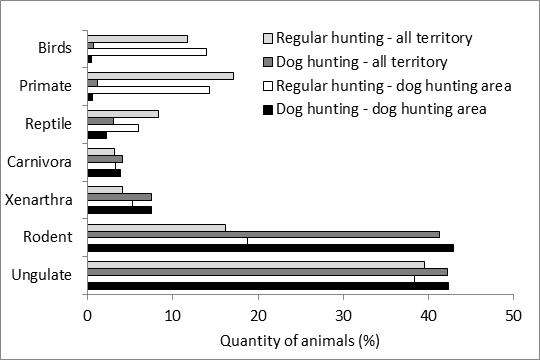 Birds
Regular hunting - all territory
Dog hunting - all territory
Primate
Regular hunting - dog hunting area
Dog hunting - dog hunting area
Reptile
Carnivora
Xenarthra
Rodent
Ungulate
0 10 20 30 40 50
Quantity of animals (%)